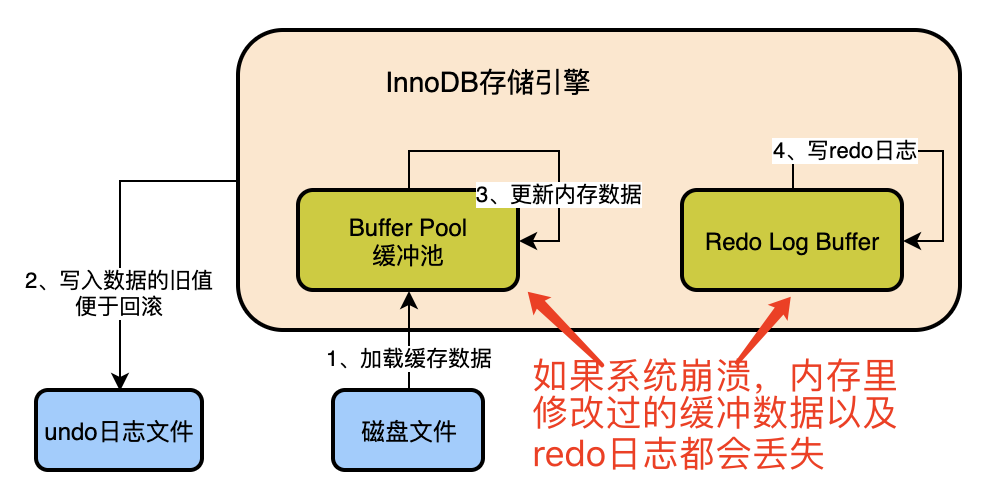 InnoDB存储引擎
4、写redo日志
3、更新内存数据
Buffer Pool
缓冲池
Redo Log Buffer
2、写入数据的旧值
便于回滚
1、加载缓存数据
如果系统崩溃，内存里
修改过的缓冲数据以及
redo日志都会丢失
undo日志文件
磁盘文件